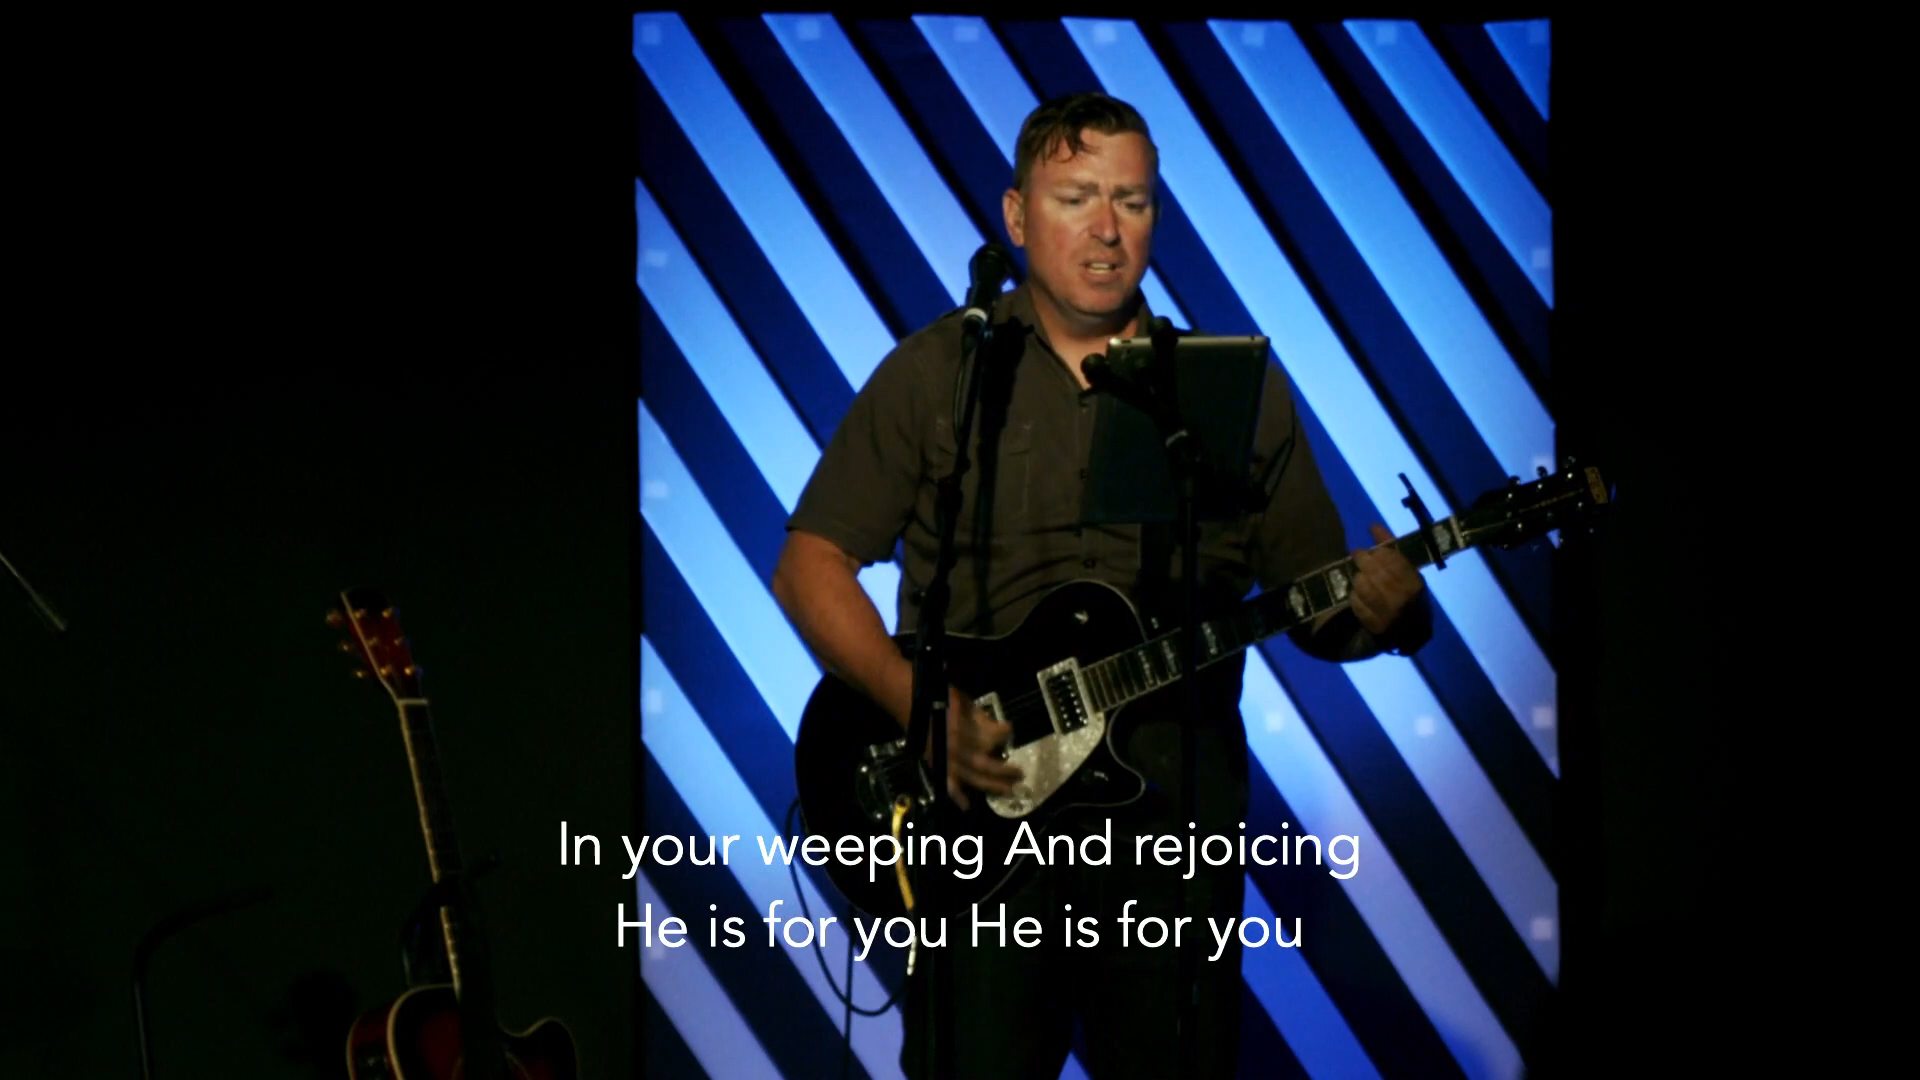 In your weeping And rejoicing
He is for you He is for you